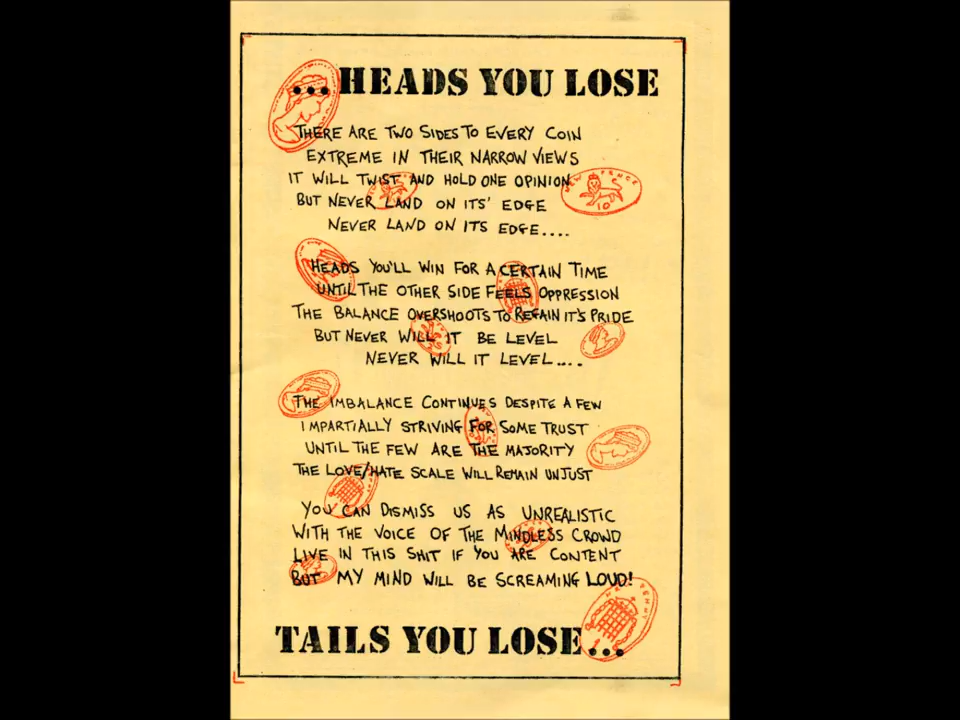 ...HEADS YOU LOSE
THERE ARE TWO SIDES TO EVERY COIN
EXTREME IN THEIR NARROW VIEWS
IT WILL TWIST AND HOLD ONE OPINION
BUT NEVER LAND ON ITS' EDGE
NEVER LAND ON ITS EDGE....
HEADS YOU'LL WIN FOR A CERTAIN TIME
UNTIL THE OTHER SIDE FEELS OPPRESSION
THE BALANCE OVERSHOOTS TO REGAIN IT'S PRIDE
BUT NEVER WILL IT BE LEVEL
NEVER WILL IT LEVEL....
THE IMBALANCE CONTINUES DESPITE A FEW
IMPARTIALLY STRIVING FOR SOME TRUST
UNTIL THE FEW ARE THE MAJORITY
THE LOVE/HATE SCALE WILL REMAIN UNJUST
YOU CAN DISMISS US AS UNREALISTIC
WITH THE VOICE OF THE MINDLESS CROWD
LIVE IN THIS SHIT IF YOU ARE CONTENT
BUT MY MIND WILL BE SCREAMING LOUD!
TAILS YOU LOSE...
NEW PENCE
10